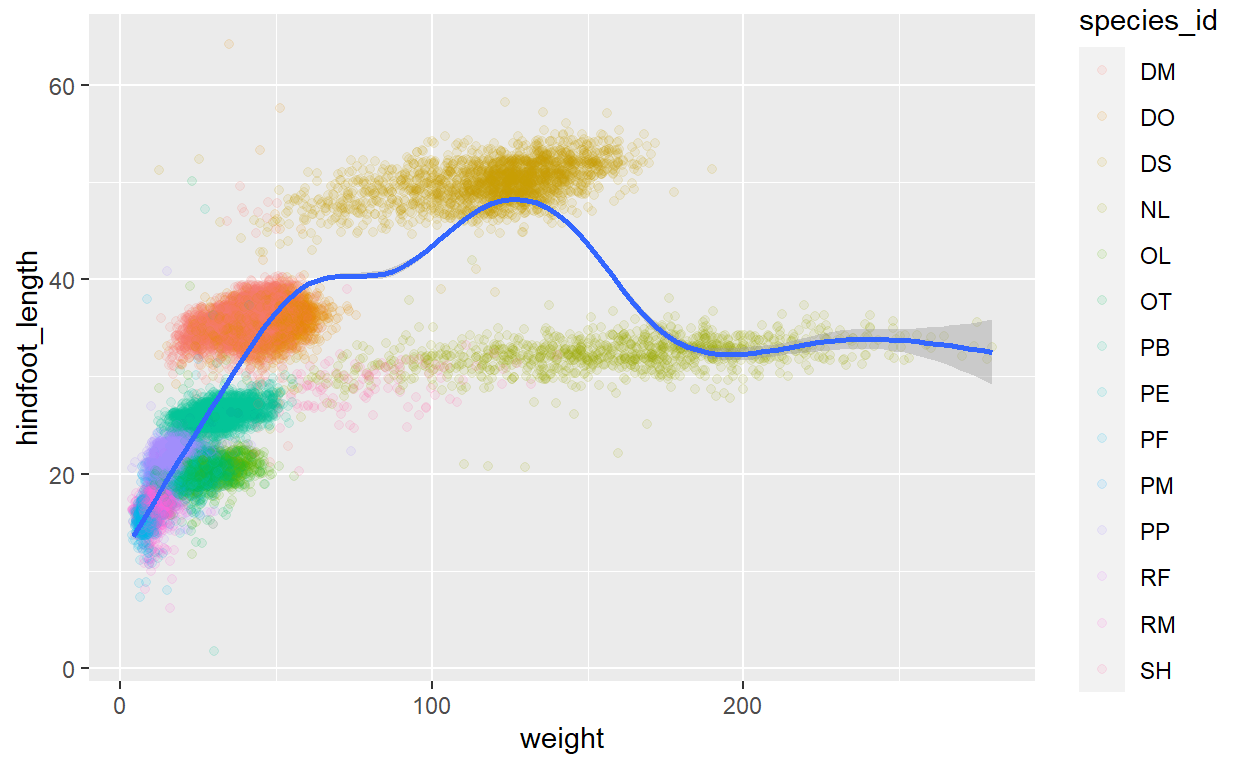 species_id
DM
DO
DS
NL
OL
OT
PB
PE
PF
PM
PP
RF
RM
SH
hindfoot_length
60
40
20
0
0 100 200
weight